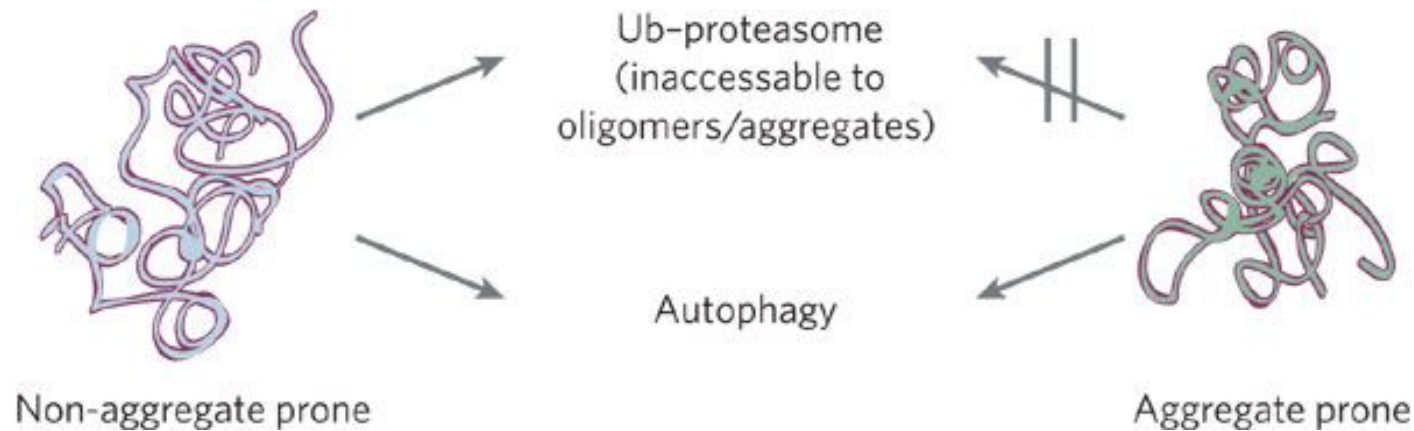 Ub–proteasome
(inaccessable to
oligomers/aggregates)
Autophagy
Non-aggregate prone
Aggregate prone